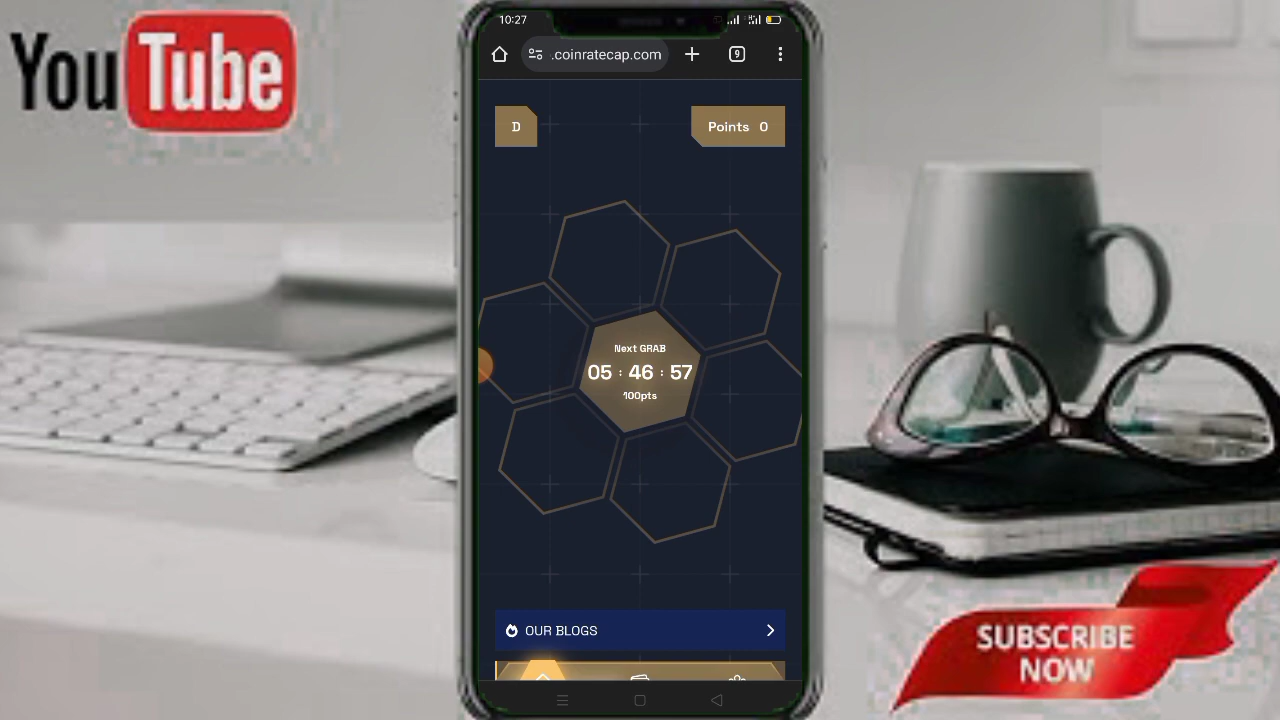 YouTube
10:27
.coinratecap.com
9
D
Points 0
Next GRAB
05 : 46 : 57
100pts
OUR BLOGS
SUBSCRIBE
NOW